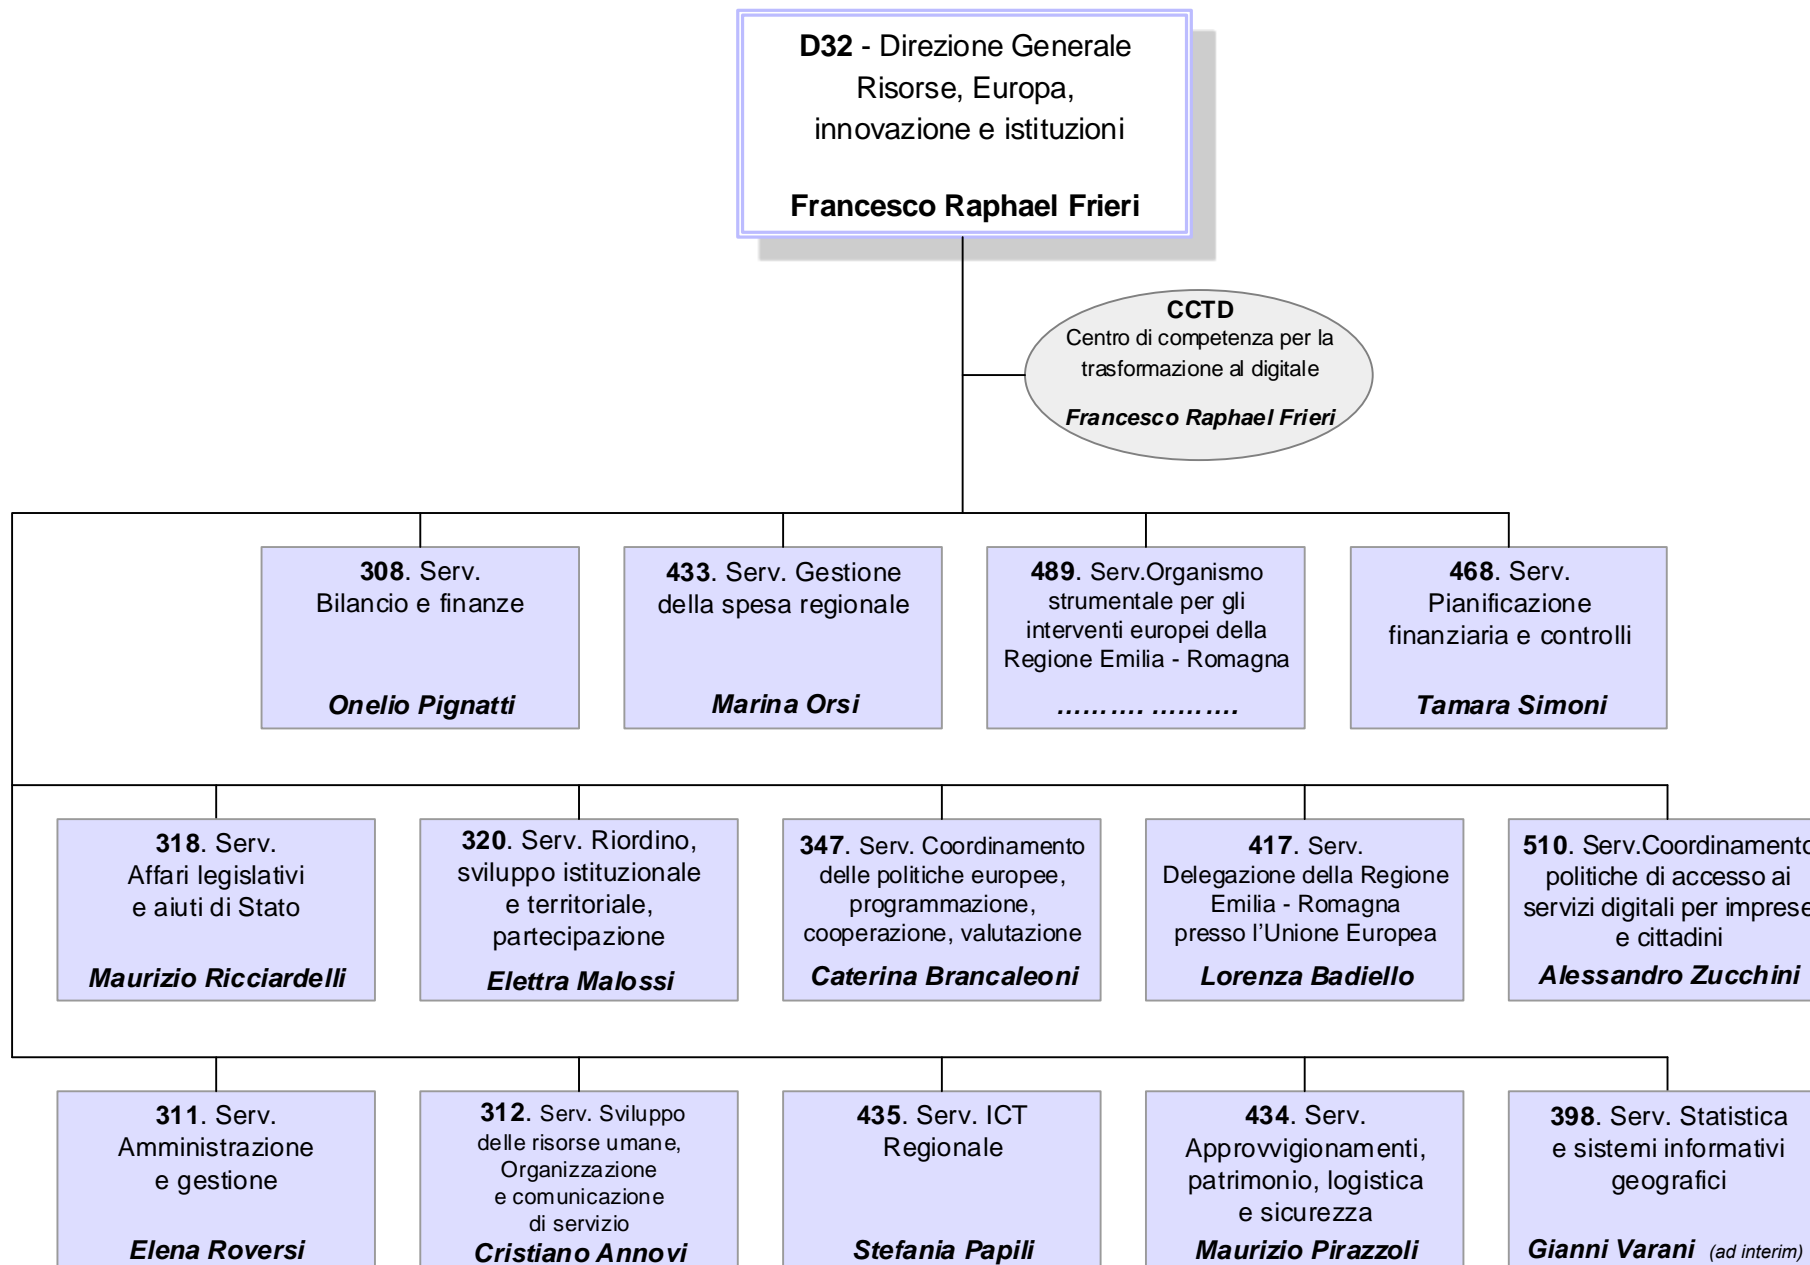 D32 - Direzione Generale
Risorse, Europa,
innovazione e istituzioni
Francesco Raphael Frieri
CCTD
Centro di competenza per la
trasformazione al digitale
Francesco Raphael Frieri
308. Serv.
Bilancio e finanze
Onelio Pignatti
433. Serv. Gestione
della spesa regionale
Marina Orsi
489. Serv.Organismo
strumentale per gli
interventi europei della
Regione Emilia - Romagna
………. ……….
468. Serv.
Pianificazione
finanziaria e controlli
Tamara Simoni
318. Serv.
Affari legislativi
e aiuti di Stato
Maurizio Ricciardelli
320. Serv. Riordino,
sviluppo istituzionale
e territoriale,
partecipazione
Elettra Malossi
347. Serv. Coordinamento
delle politiche europee,
programmazione,
cooperazione, valutazione
Caterina Brancaleoni
417. Serv.
Delegazione della Regione
Emilia - Romagna
presso l’Unione Europea
Lorenza Badiello
510. Serv.Coordinamento
politiche di accesso ai
servizi digitali per imprese
e cittadini
Alessandro Zucchini
311. Serv.
Amministrazione
e gestione
Elena Roversi
312. Serv. Sviluppo
delle risorse umane,
Organizzazione
e comunicazione
di servizio
Cristiano Annovi
435. Serv. ICT
Regionale
Stefania Papili
434. Serv.
Approvvigionamenti,
patrimonio, logistica
e sicurezza
Maurizio Pirazzoli
398. Serv. Statistica
e sistemi informativi
geografici
Gianni Varani (ad interim)